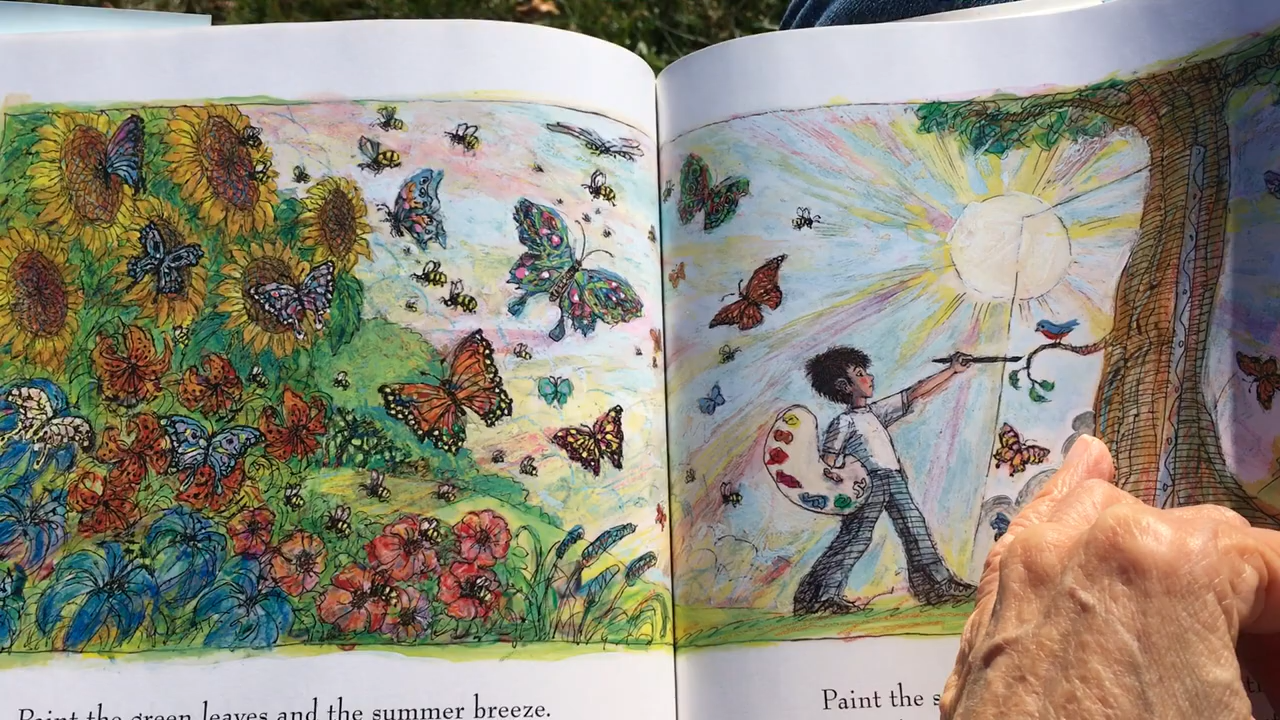 Paint the green leaves and the summer breeze.
Paint the